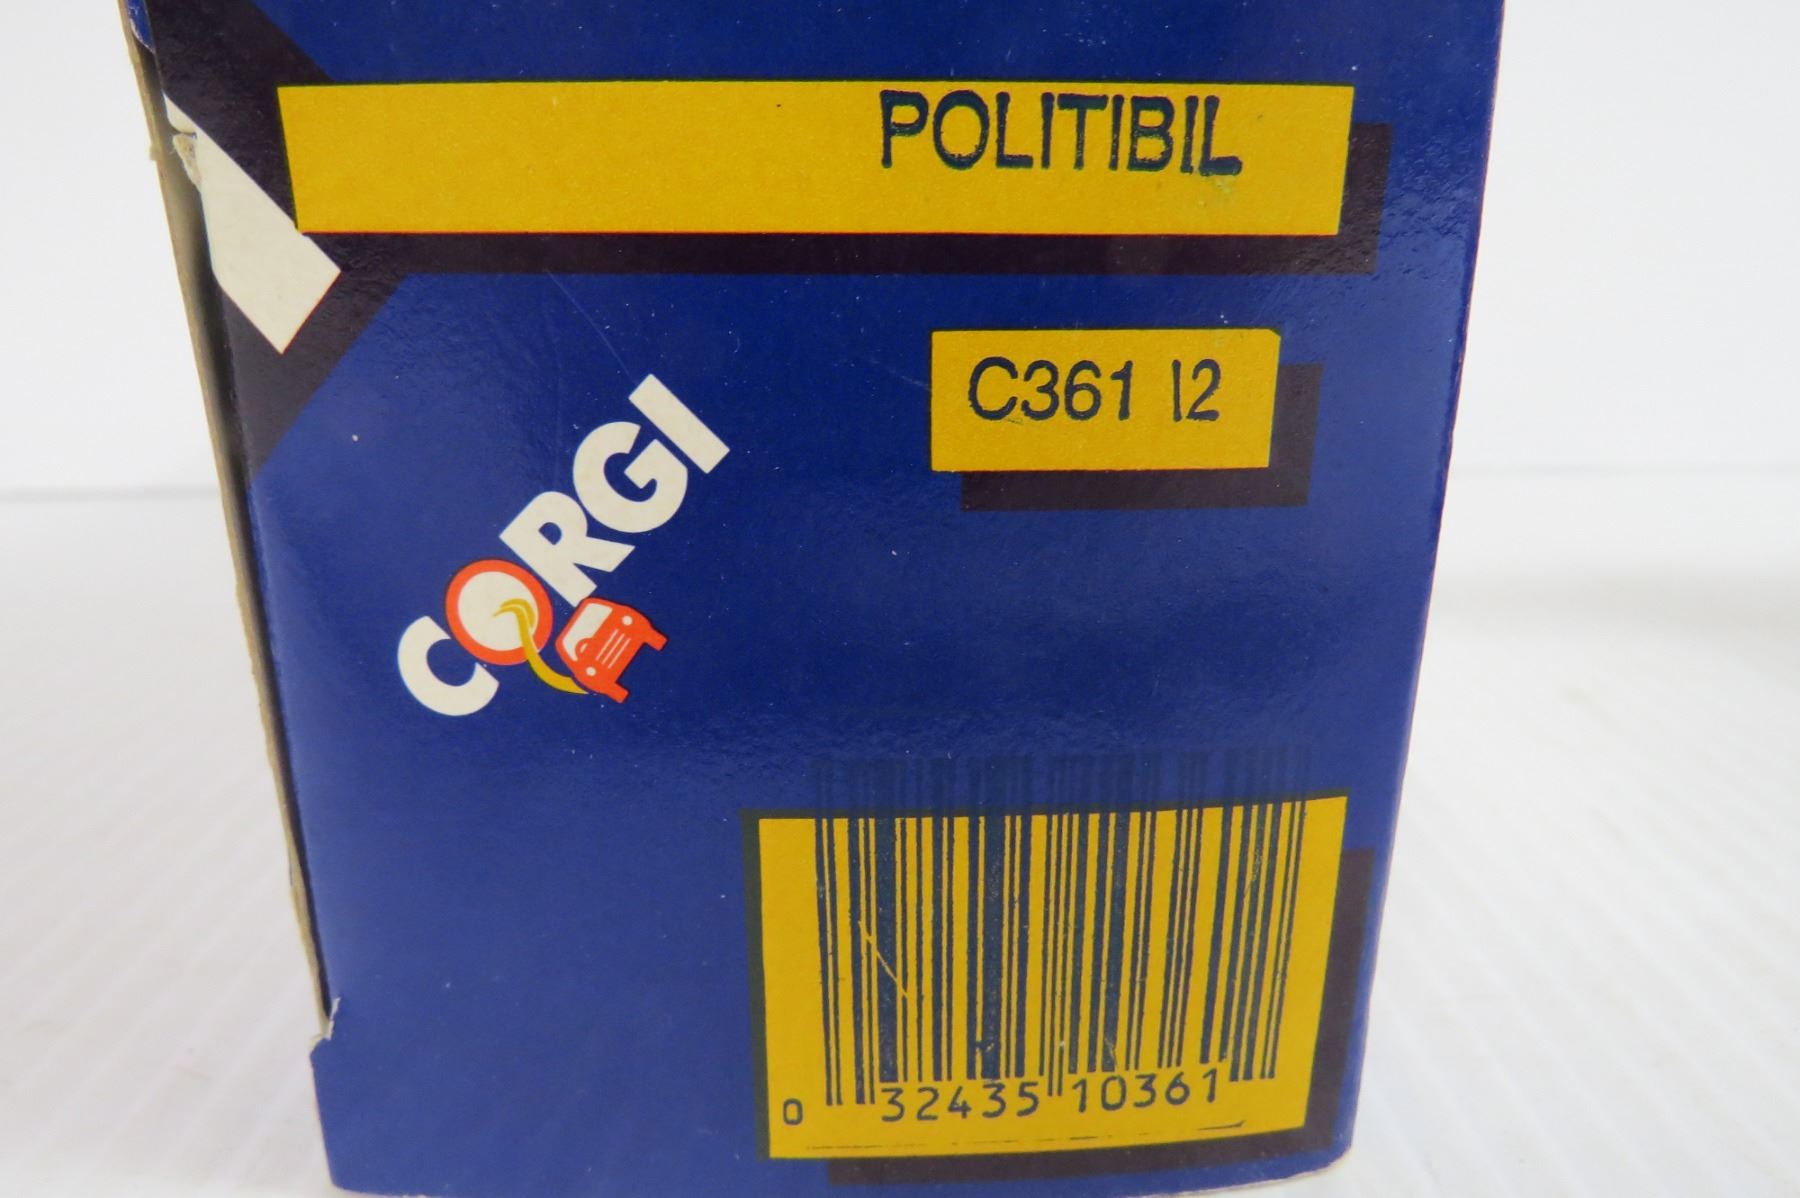 POLITIBIL
C361 12
CORGI
0 32435 10361